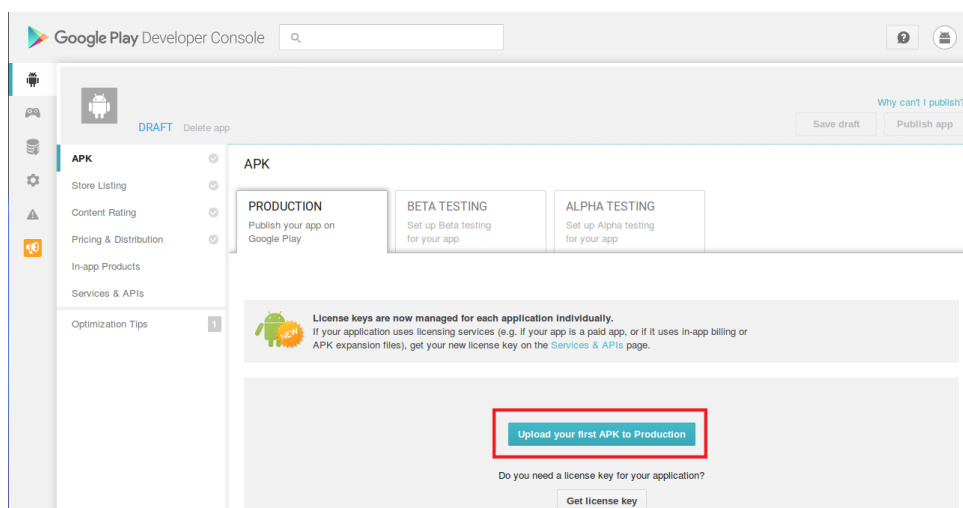 Google Play Developer Console
DRAFT Delete app
Why can't I publish?
Save draft
Publish app
APK
Store Listing
Content Rating
Pricing & Distribution
In-app Products
Services & APIs
Optimization Tips
1
APK
PRODUCTION
Publish your app on
Google Play
BETA TESTING
Set up Beta testing
for your app
ALPHA TESTING
Set up Alpha testing
for your app
NEW
License keys are now managed for each application individually.
If your application uses licensing services (e.g. if your app is a paid app, or if it uses in-app billing or
APK expansion files), get your new license key on the Services & APIs page.
Upload your first APK to Production
Do you need a license key for your application?
Get license key